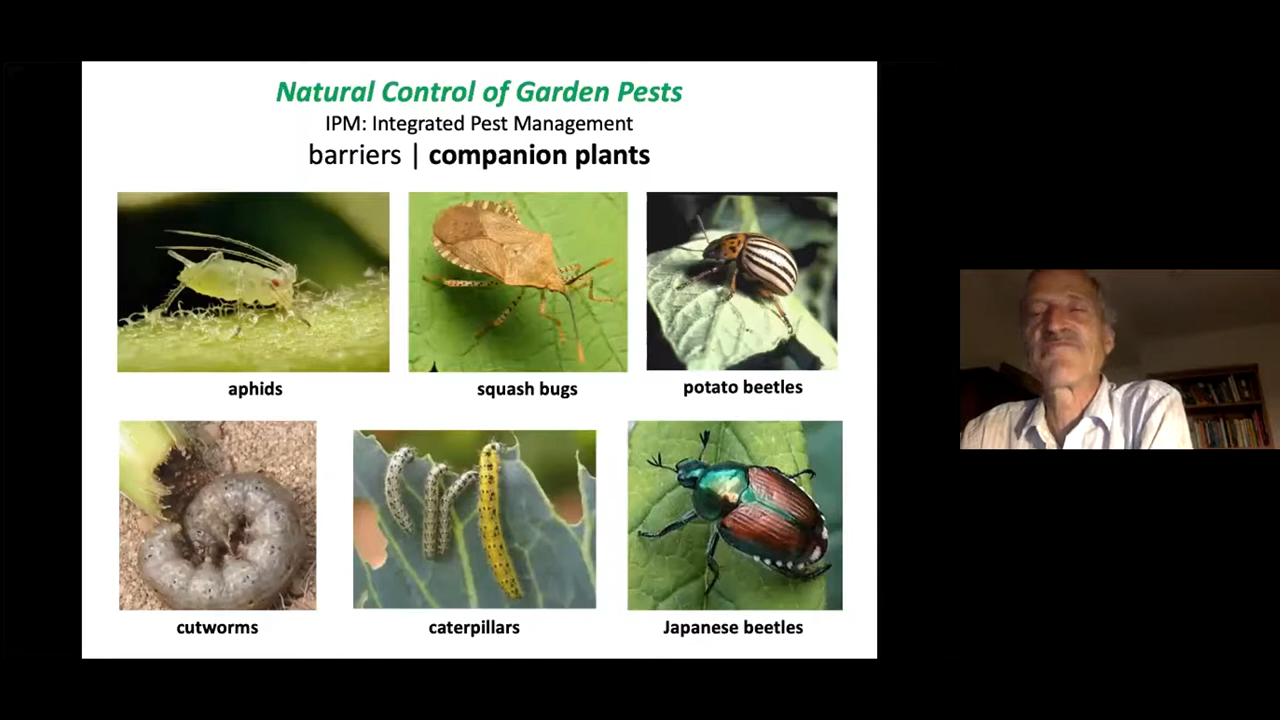 Natural Control of Garden Pests
IPM: Integrated Pest Management
barriers | companion plants
aphids
squash bugs
potato beetles
cutworms
caterpillars
Japanese beetles